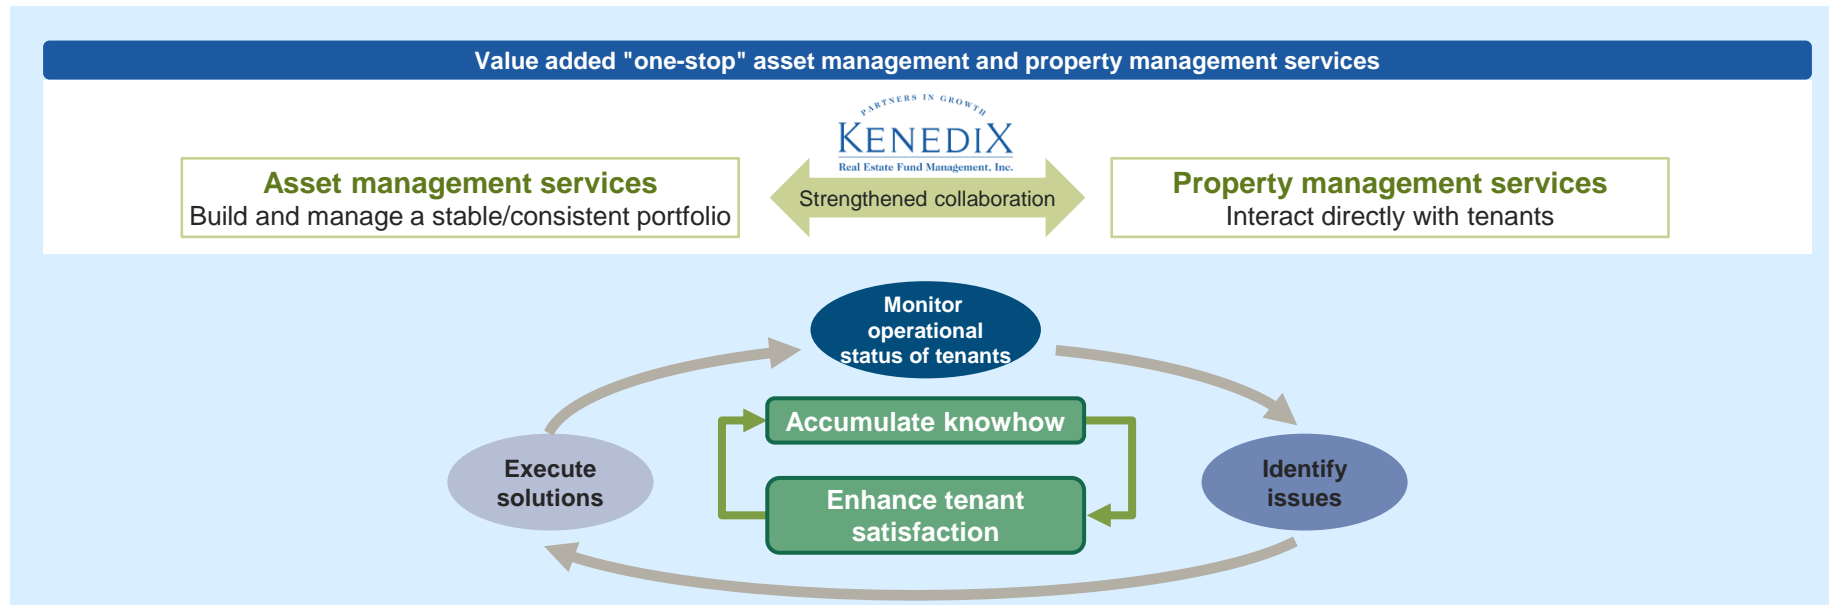 Value added "one-stop" asset management and property management services
PARTNERS IN GROWTH
KENEDIX
Real Estate Fund Management, Inc.
Asset management services
Build and manage a stable/consistent portfolio
Strengthened collaboration
Property management services
Interact directly with tenants
Monitor
operational
status of tenants
Accumulate knowhow
Execute
solutions
Identify
issues
Enhance tenant
satisfaction